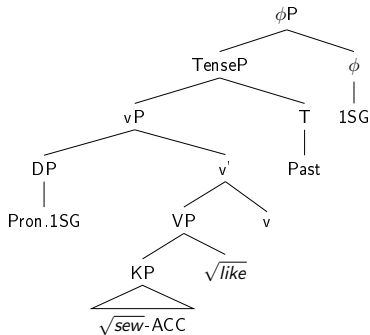 ϕP
TenseP ϕ
vP T 1SG
DP v' Past
Pron.1SG VP v
KP √like
√sew-ACC